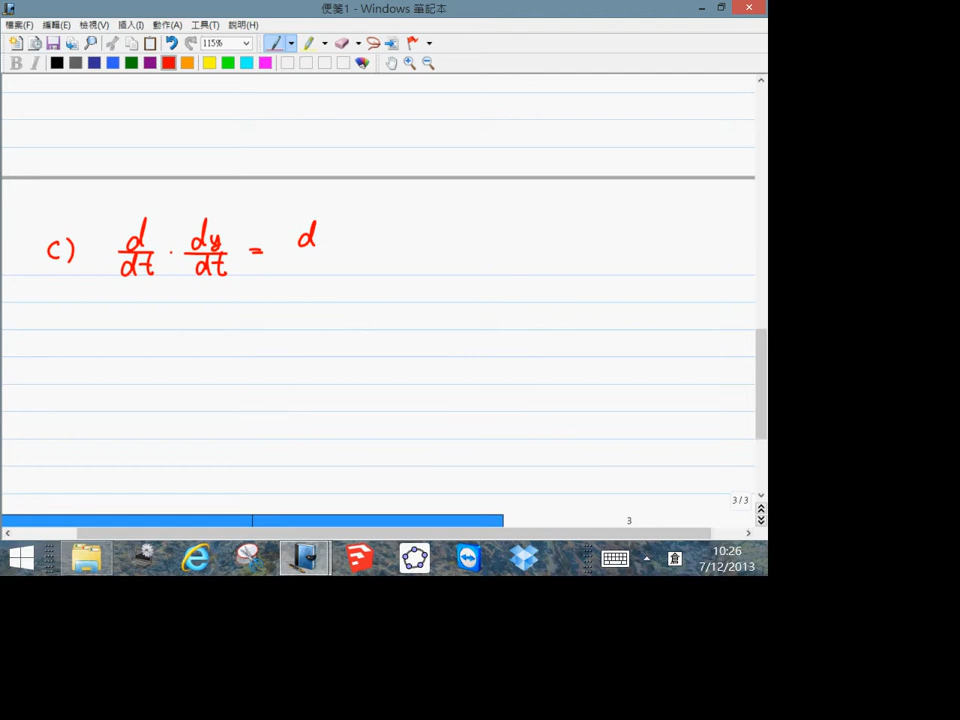 便箋1 - Windows 筆記本
檔案(F) 編輯(E) 檢視(V) 插入(I) 動作(A) 工具(T) 說明(H)
115%
B I
c) d/dt · dy/dt = d
3/3
3
10:26
倉
7/12/2013